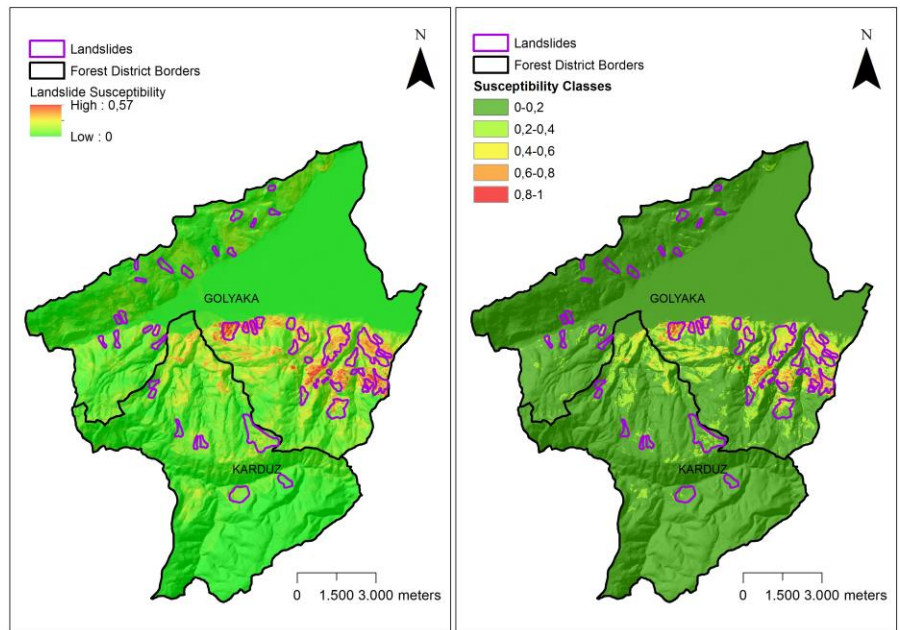 N
Landslides
Forest District Borders
Landslide Susceptibility
High : 0,57
Low : 0
GOLYAKA
KARDUZ
0 1.500 3.000 meters
N
Landslides
Forest District Borders
Susceptibility Classes
0-0,2
0,2-0,4
0,4-0,6
0,6-0,8
0,8-1
GOLYAKA
KARDUZ
0 1.500 3.000 meters